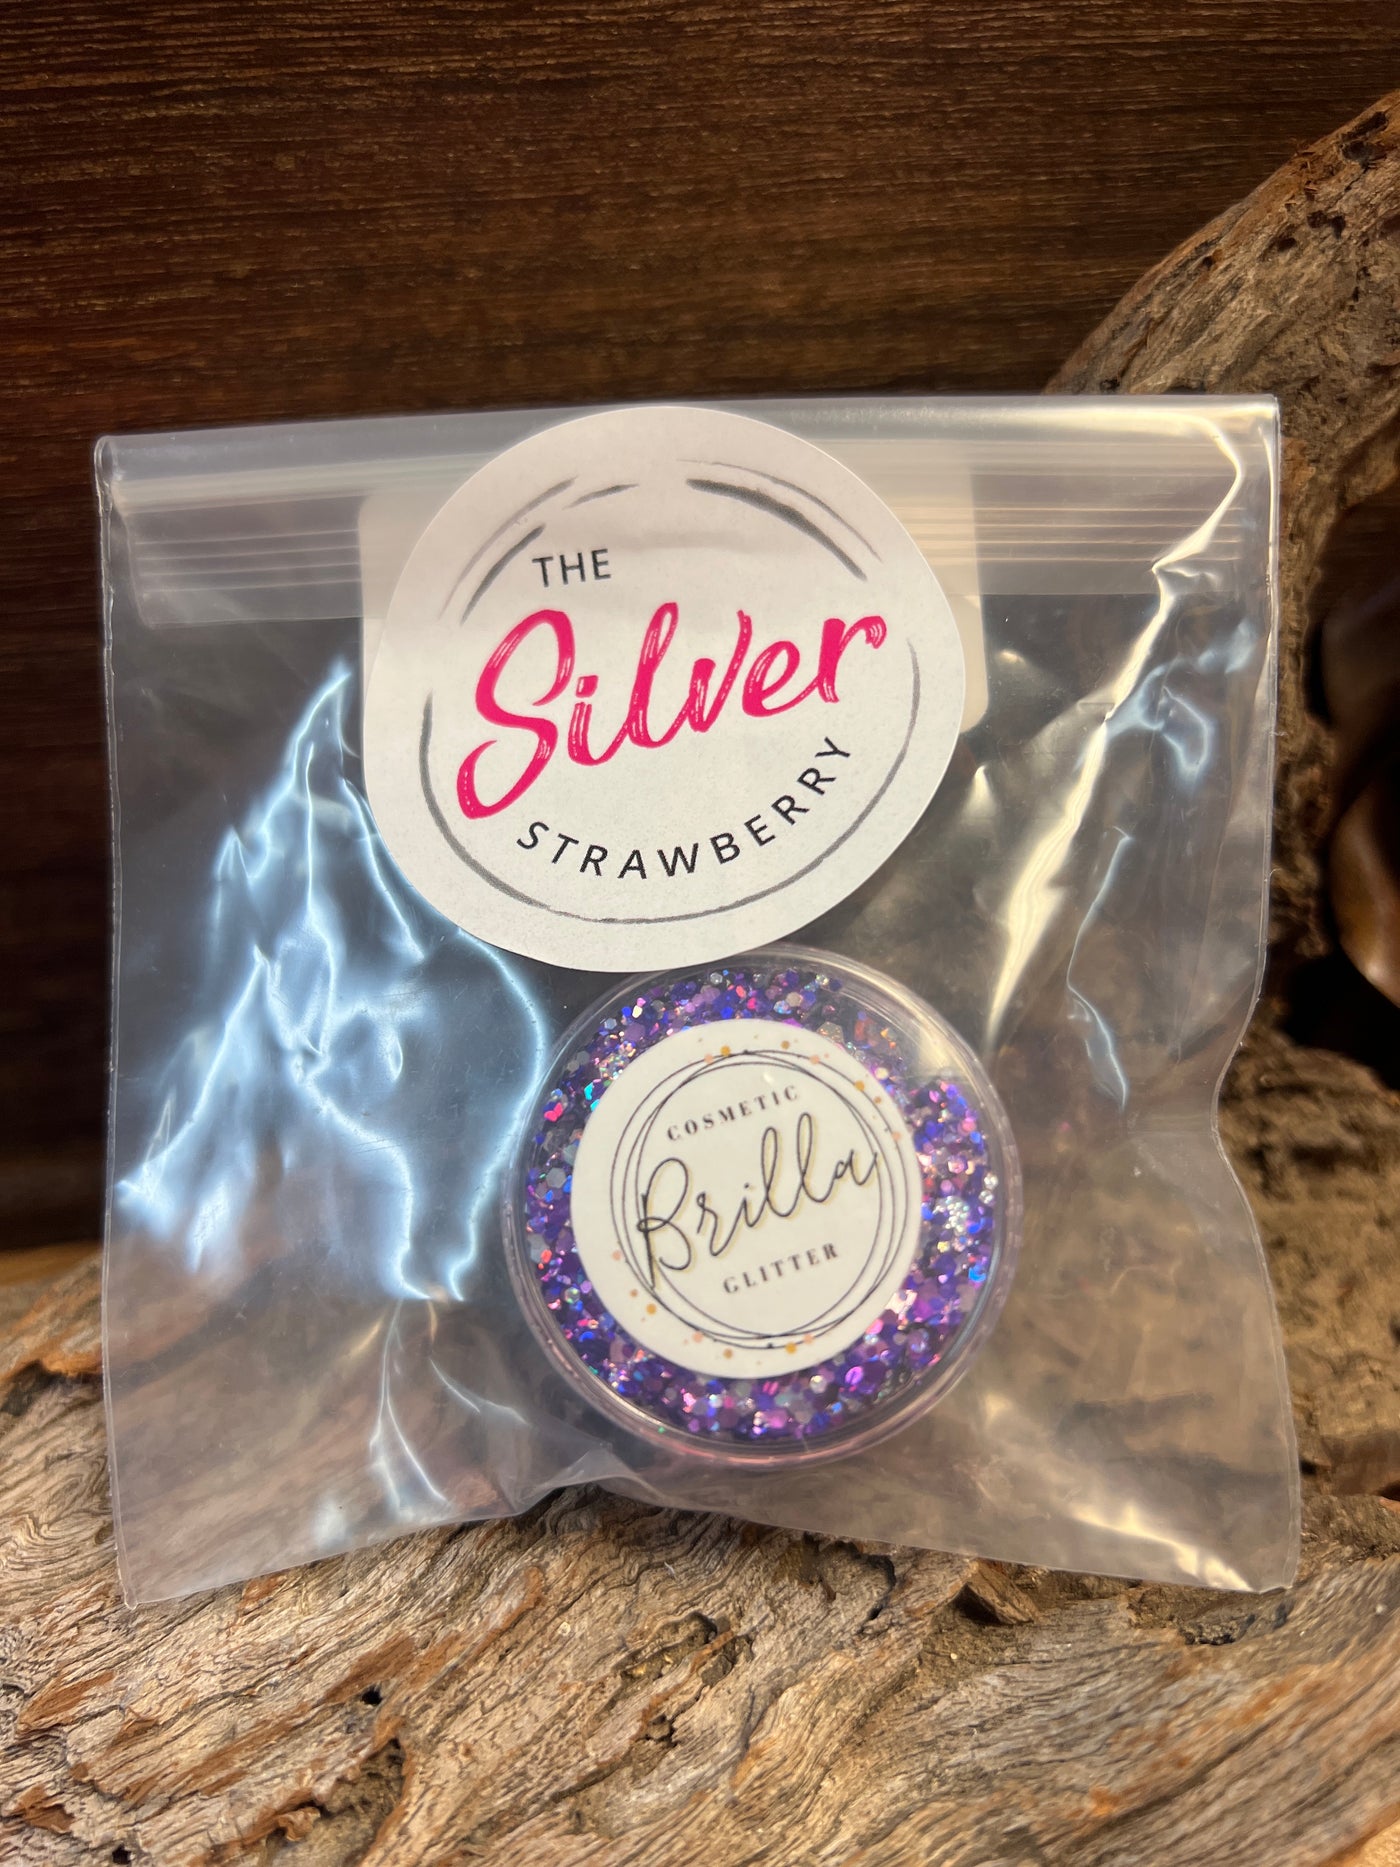 THE
Silver
STRAWBERRY
COSMETIC
Brilla
GLITTER